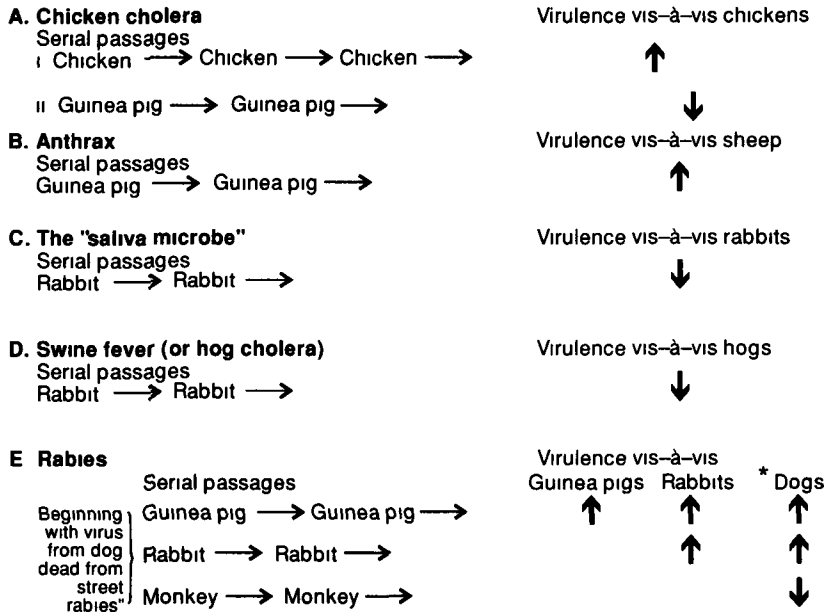 A. Chicken cholera Virulence vis–à–vis chickens
Serial passages
ı Chicken → Chicken → Chicken → ↑
ıı Guinea pig → Guinea pig → ↓
B. Anthrax Virulence vis–à–vis sheep
Serial passages
Guinea pig → Guinea pig → ↑
C. The "saliva microbe" Virulence vis–à–vis rabbits
Serial passages
Rabbit → Rabbit → ↓
D. Swine fever (or hog cholera) Virulence vis–à–vis hogs
Serial passages
Rabbit → Rabbit → ↓
E Rabies Virulence vis–à–vis
Serial passages Guinea pigs Rabbits * Dogs
Beginning
with virus
from dog
dead from
street
rabies"
Guinea pig → Guinea pig → ↑ ↑ ↑
Rabbit → Rabbit → ↑ ↑
Monkey → Monkey → ↓